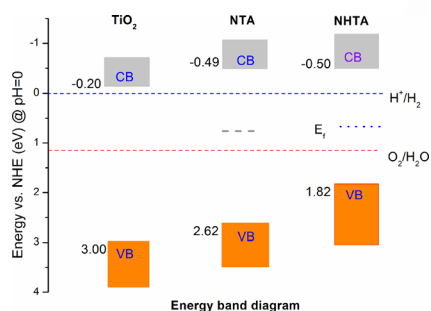 TiO2 NTA NHTA
-1
CB CB CB
-0.20 -0.49 -0.50
0
H+/H2
Ef
1
O2/H2O
2
1.82
VB VB VB
3.00 2.62
3
4
Energy vs. NHE (eV) @ pH=0
Energy band diagram